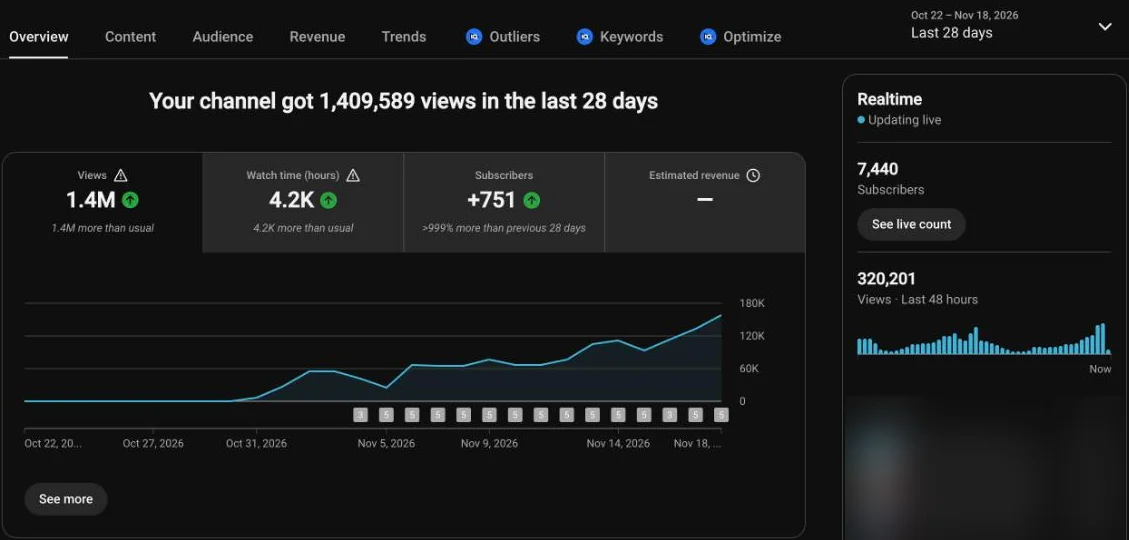 Overview Content Audience Revenue Trends Outliers Keywords Optimize
Oct 22 – Nov 18, 2026
Last 28 days
Your channel got 1,409,589 views in the last 28 days
Views
1.4M
1.4M more than usual
Watch time (hours)
4.2K
4.2K more than usual
Subscribers
+751
>999% more than previous 28 days
Estimated revenue
—
180K
120K
60K
0
3 5 5 5 5 5 5 5 5 5 5 5 3 5 5
Oct 22, 20... Oct 27, 2026 Oct 31, 2026 Nov 5, 2026 Nov 9, 2026 Nov 14, 2026 Nov 18, ...
See more
Realtime
Updating live
7,440
Subscribers
See live count
320,201
Views · Last 48 hours
Now